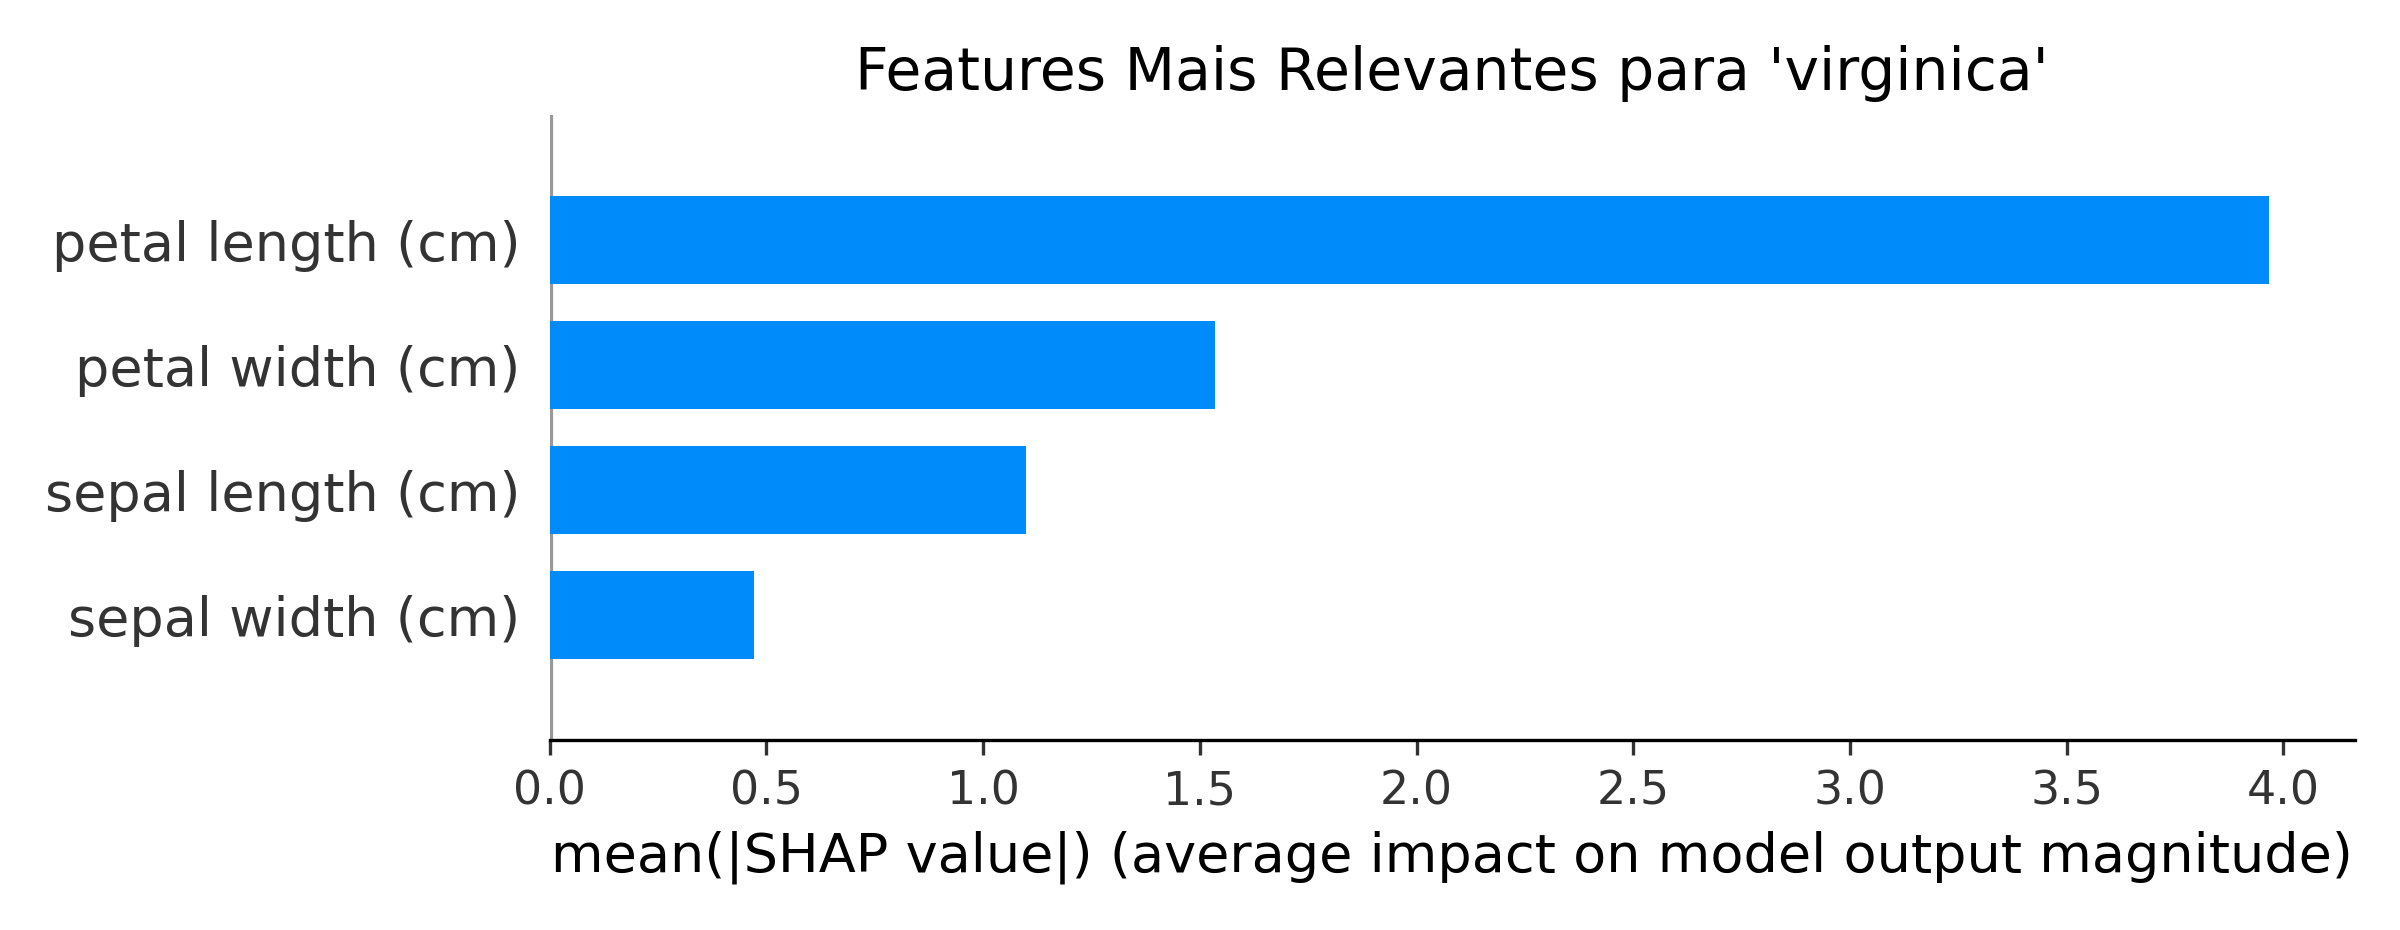 Features Mais Relevantes para 'virginica'
petal length (cm)
petal width (cm)
sepal length (cm)
sepal width (cm)
0.0 0.5 1.0 1.5 2.0 2.5 3.0 3.5 4.0
mean(|SHAP value|) (average impact on model output magnitude)